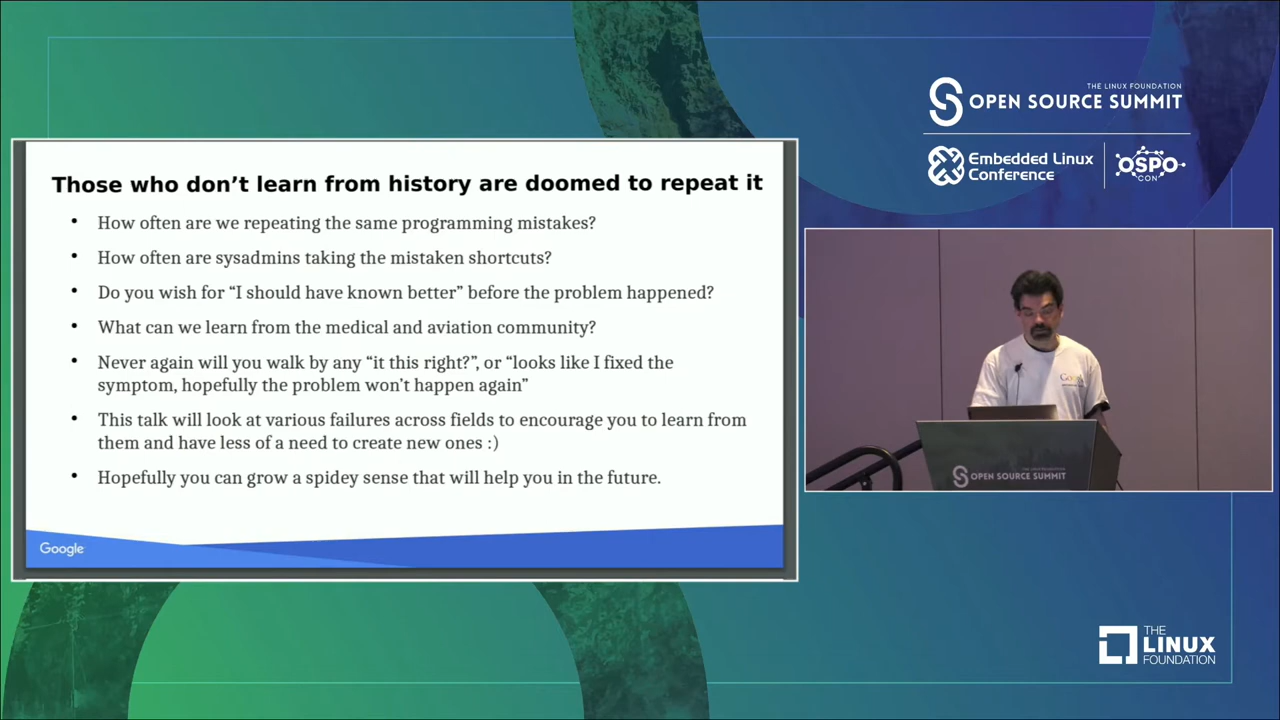 THE LINUX FOUNDATION
OPEN SOURCE SUMMIT
Embedded Linux
Conference
OSPO
CON
Those who don’t learn from history are doomed to repeat it
• How often are we repeating the same programming mistakes?
• How often are sysadmins taking the mistaken shortcuts?
• Do you wish for “I should have known better” before the problem happened?
• What can we learn from the medical and aviation community?
• Never again will you walk by any “it this right?”, or “looks like I fixed the
symptom, hopefully the problem won’t happen again”
• This talk will look at various failures across fields to encourage you to learn from
them and have less of a need to create new ones :)
• Hopefully you can grow a spidey sense that will help you in the future.
Google
Google
OPEN SOURCE SUMMIT
THE
LINUX
FOUNDATION